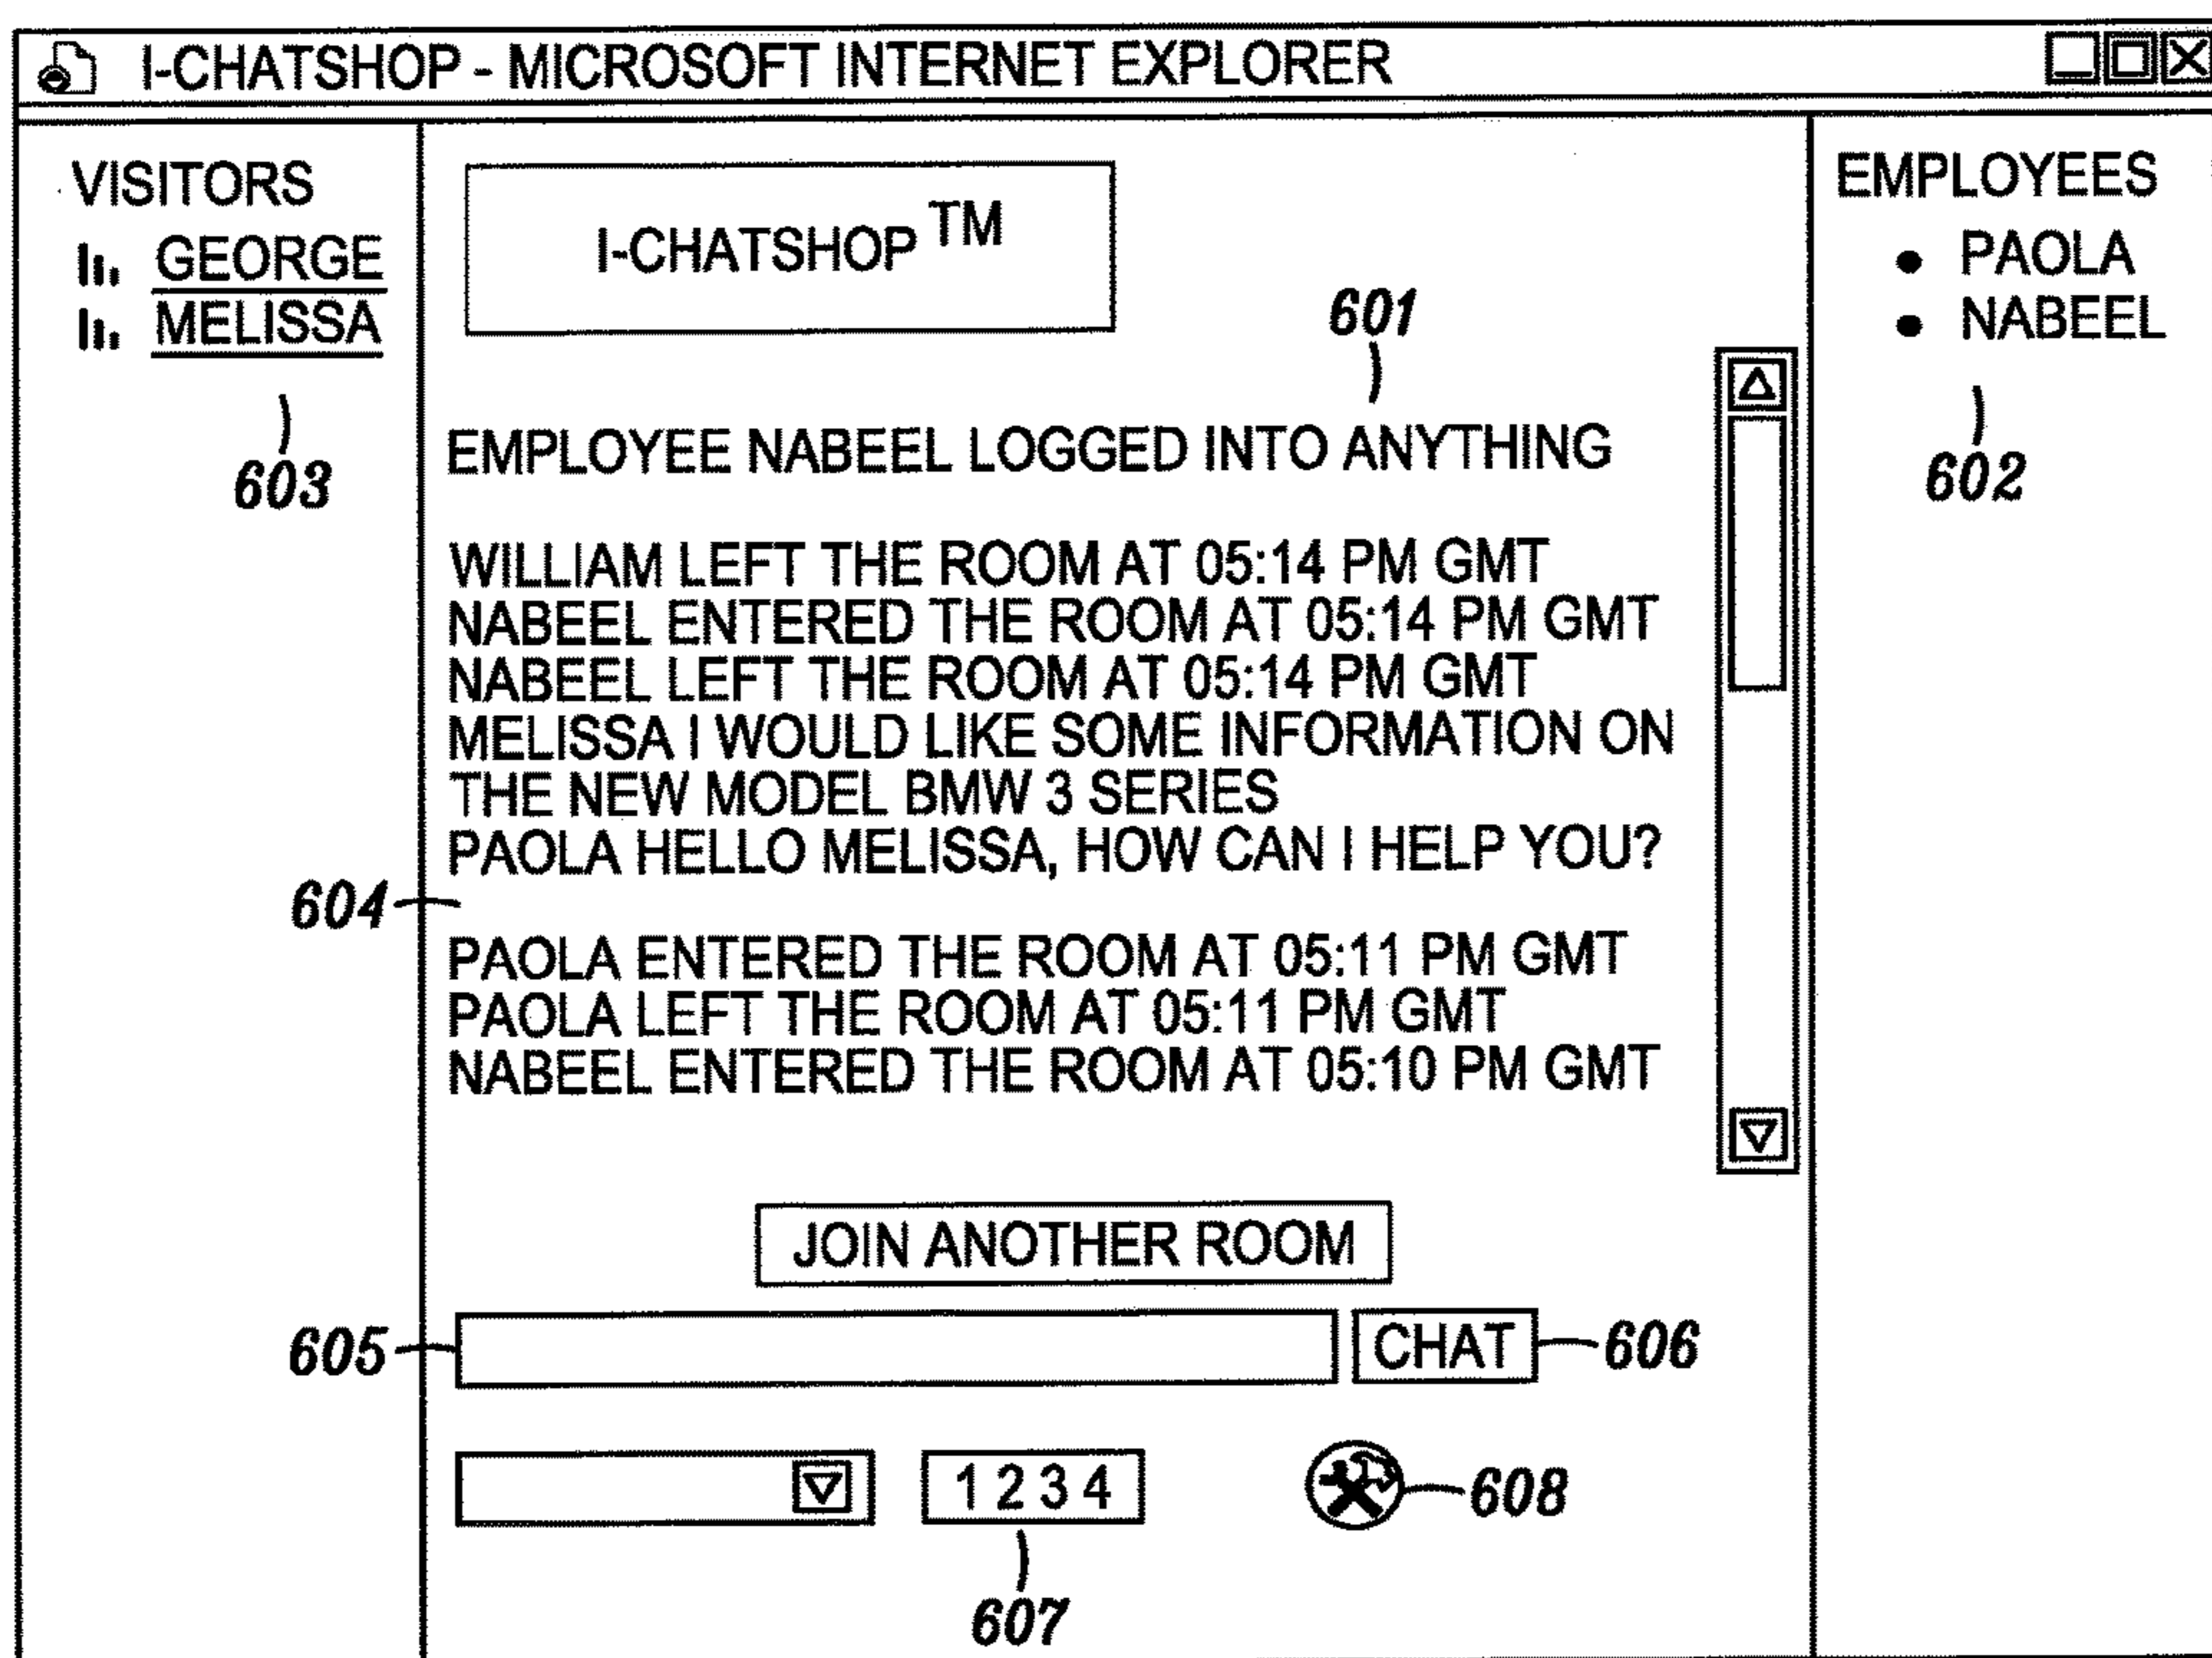 I-CHATSHOP - MICROSOFT INTERNET EXPLORER
VISITORS
GEORGE
MELISSA
603
I-CHATSHOP TM
601
EMPLOYEE NABEEL LOGGED INTO ANYTHING
WILLIAM LEFT THE ROOM AT 05:14 PM GMT
NABEEL ENTERED THE ROOM AT 05:14 PM GMT
NABEEL LEFT THE ROOM AT 05:14 PM GMT
MELISSA I WOULD LIKE SOME INFORMATION ON
THE NEW MODEL BMW 3 SERIES
PAOLA HELLO MELISSA, HOW CAN I HELP YOU?
604
PAOLA ENTERED THE ROOM AT 05:11 PM GMT
PAOLA LEFT THE ROOM AT 05:11 PM GMT
NABEEL ENTERED THE ROOM AT 05:10 PM GMT
JOIN ANOTHER ROOM
605
CHAT
606
1 2 3 4
607
608
EMPLOYEES
• PAOLA
• NABEEL
602